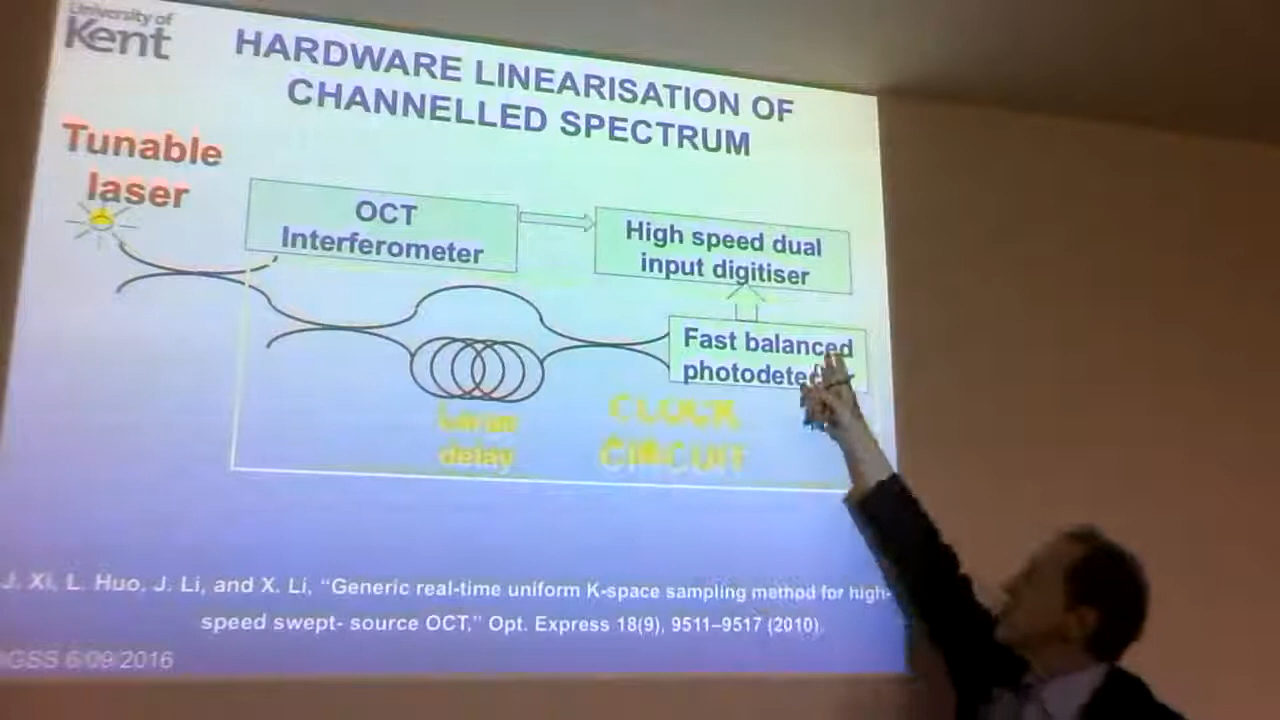 University of
Kent
HARDWARE LINEARISATION OF
CHANNELLED SPECTRUM
Tunable
laser
OCT
Interferometer
High speed dual
input digitiser
Fast balanced
delay
CLOCK
CIRCUIT
J. Xi, L. Huo, J. Li, and X. Li, "Generic real-time uniform K-space sampling method for high-
speed swept- source OCT," Opt. Express 18(9), 9511–9517 (2010).
6/09/2016